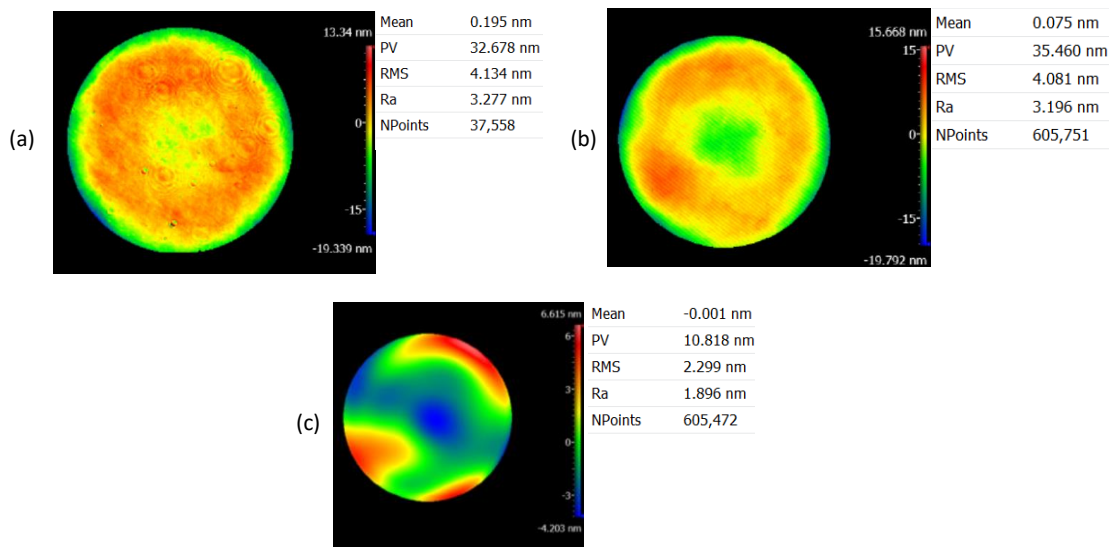 (a)
13.34 nm
0
-15
-19.339 nm
Mean 0.195 nm
PV 32.678 nm
RMS 4.134 nm
Ra 3.277 nm
NPoints 37,558
(b)
15.668 nm
15
0
-15
-19.792 nm
Mean 0.075 nm
PV 35.460 nm
RMS 4.081 nm
Ra 3.196 nm
NPoints 605,751
(c)
6.615 nm
6
3
0
-3
-4.203 nm
Mean -0.001 nm
PV 10.818 nm
RMS 2.299 nm
Ra 1.896 nm
NPoints 605,472